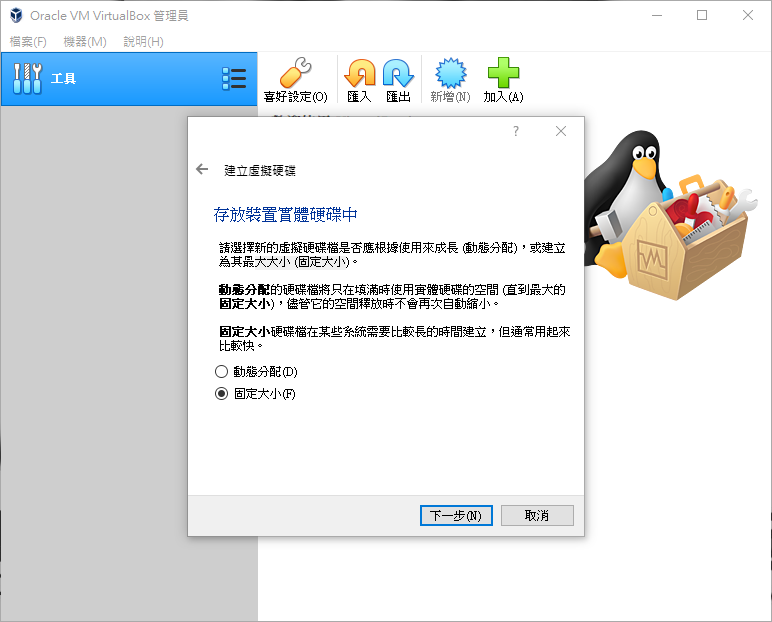 Oracle VM VirtualBox 管理員
檔案(F) 機器(M) 說明(H)
工具
喜好設定(O) 匯入 匯出 新增(N) 加入(A)
?
建立虛擬硬碟
存放裝置實體硬碟中
請選擇新的虛擬硬碟檔是否應根據使用來成長 (動態分配)，或建立
為其最大大小 (固定大小)。
動態分配的硬碟檔將只在填滿時使用實體硬碟的空間 (直到最大的
固定大小)，儘管它的空間釋放時不會再次自動縮小。
固定大小硬碟檔在某些系統需要比較長的時間建立，但通常用起來
比較快。
動態分配(D)
固定大小(F)
下一步(N) 取消